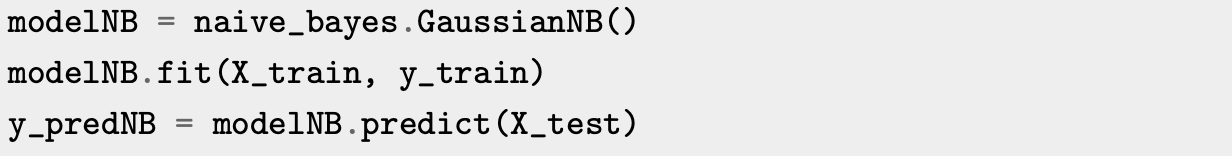 modelNB = naive_bayes.GaussianNB()
modelNB.fit(X_train, y_train)
y_predNB = modelNB.predict(X_test)